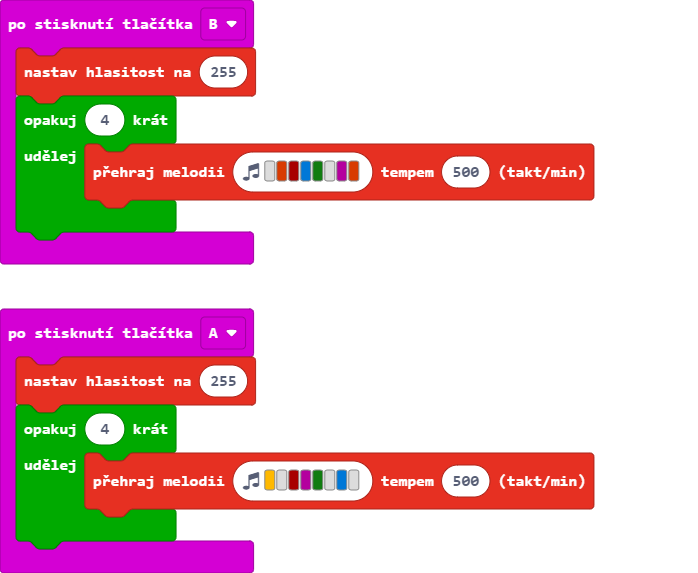 po stisknutí tlačítka B
nastav hlasitost na 255
opakuj 4 krát
udělej
přehraj melodii tempem 500 (takt/min)
po stisknutí tlačítka A
nastav hlasitost na 255
opakuj 4 krát
udělej
přehraj melodii tempem 500 (takt/min)